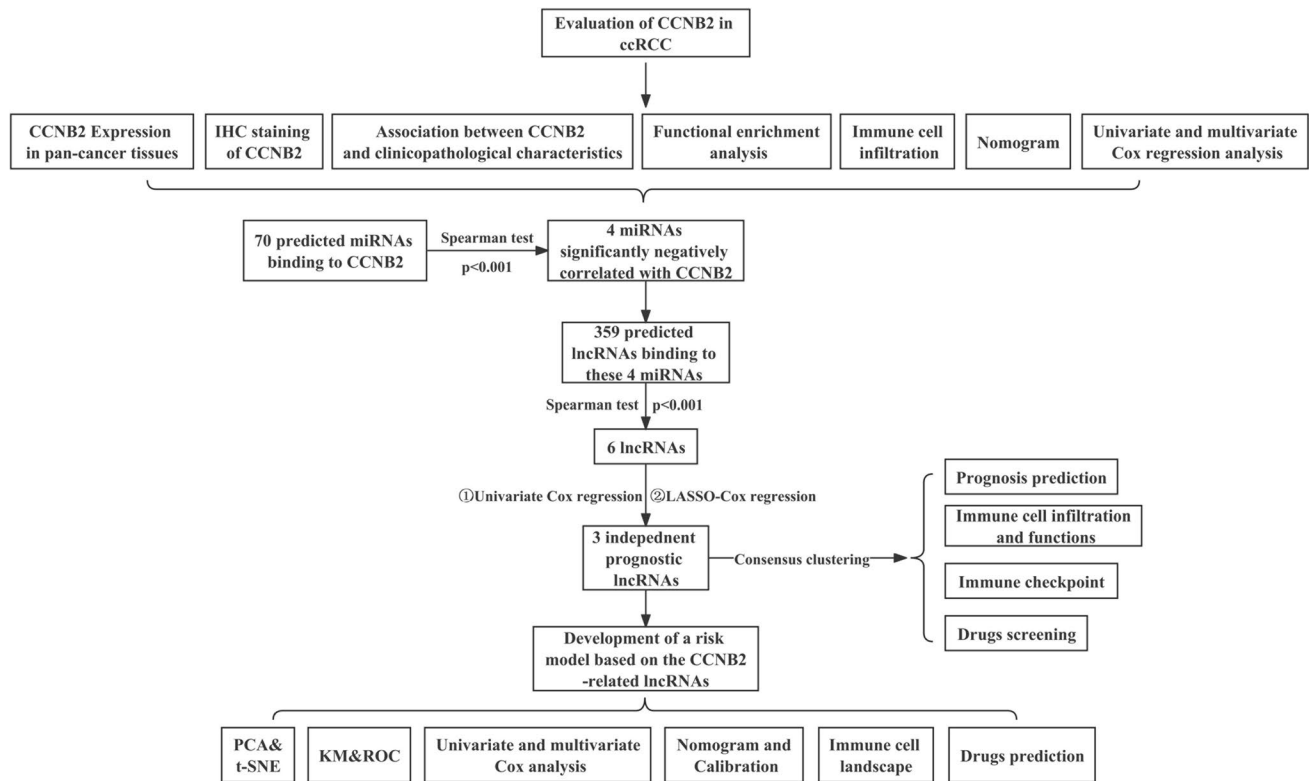 Evaluation of CCNB2 in
ccRCC
CCNB2 Expression
in pan-cancer tissues
IHC staining
of CCNB2
Association between CCNB2
and clinicopathological characteristics
Functional enrichment
analysis
Immune cell
infiltration
Nomogram
Univariate and multivariate
Cox regression analysis
70 predicted miRNAs
binding to CCNB2
Spearman test
p<0.001
4 miRNAs
significantly negatively
correlated with CCNB2
359 predicted
lncRNAs binding to
these 4 miRNAs
Spearman test
p<0.001
6 lncRNAs
①Univariate Cox regression
②LASSO-Cox regression
3 indepednent
prognostic
lncRNAs
Consensus clustering
Prognosis prediction
Immune cell infiltration
and functions
Immune checkpoint
Drugs screening
Development of a risk
model based on the CCNB2
-related lncRNAs
PCA&
t-SNE
KM&ROC
Univariate and multivariate
Cox analysis
Nomogram and
Calibration
Immune cell
landscape
Drugs prediction